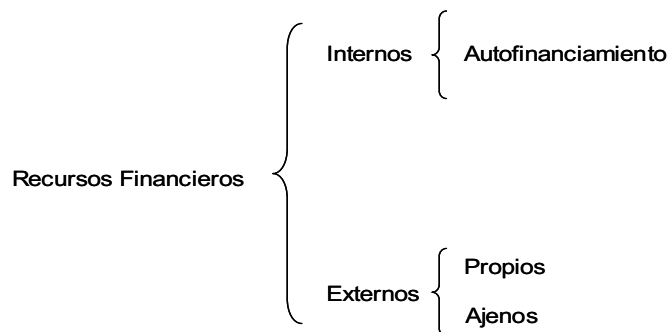 Recursos Financieros
Internos
Autofinanciamiento
Externos
Propios
Ajenos